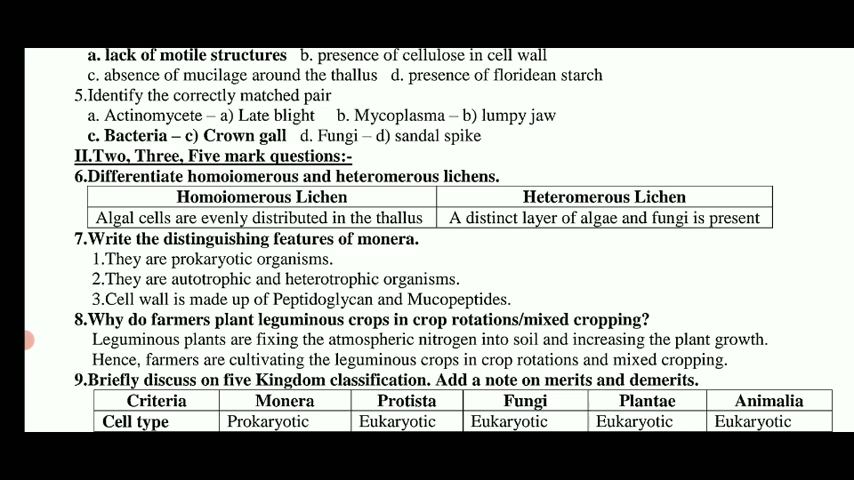 a. lack of motile structures b. presence of cellulose in cell wall
c. absence of mucilage around the thallus d. presence of floridean starch
5.Identify the correctly matched pair
a. Actinomycete – a) Late blight b. Mycoplasma – b) lumpy jaw
c. Bacteria – c) Crown gall d. Fungi – d) sandal spike
II.Two, Three, Five mark questions:-
6.Differentiate homoiomerous and heteromerous lichens.
Homoiomerous Lichen Heteromerous Lichen
Algal cells are evenly distributed in the thallus A distinct layer of algae and fungi is present
7.Write the distinguishing features of monera.
1.They are prokaryotic organisms.
2.They are autotrophic and heterotrophic organisms.
3.Cell wall is made up of Peptidoglycan and Mucopeptides.
8.Why do farmers plant leguminous crops in crop rotations/mixed cropping?
Leguminous plants are fixing the atmospheric nitrogen into soil and increasing the plant growth.
Hence, farmers are cultivating the leguminous crops in crop rotations and mixed cropping.
9.Briefly discuss on five Kingdom classification. Add a note on merits and demerits.
Criteria Monera Protista Fungi Plantae Animalia
Cell type Prokaryotic Eukaryotic Eukaryotic Eukaryotic Eukaryotic